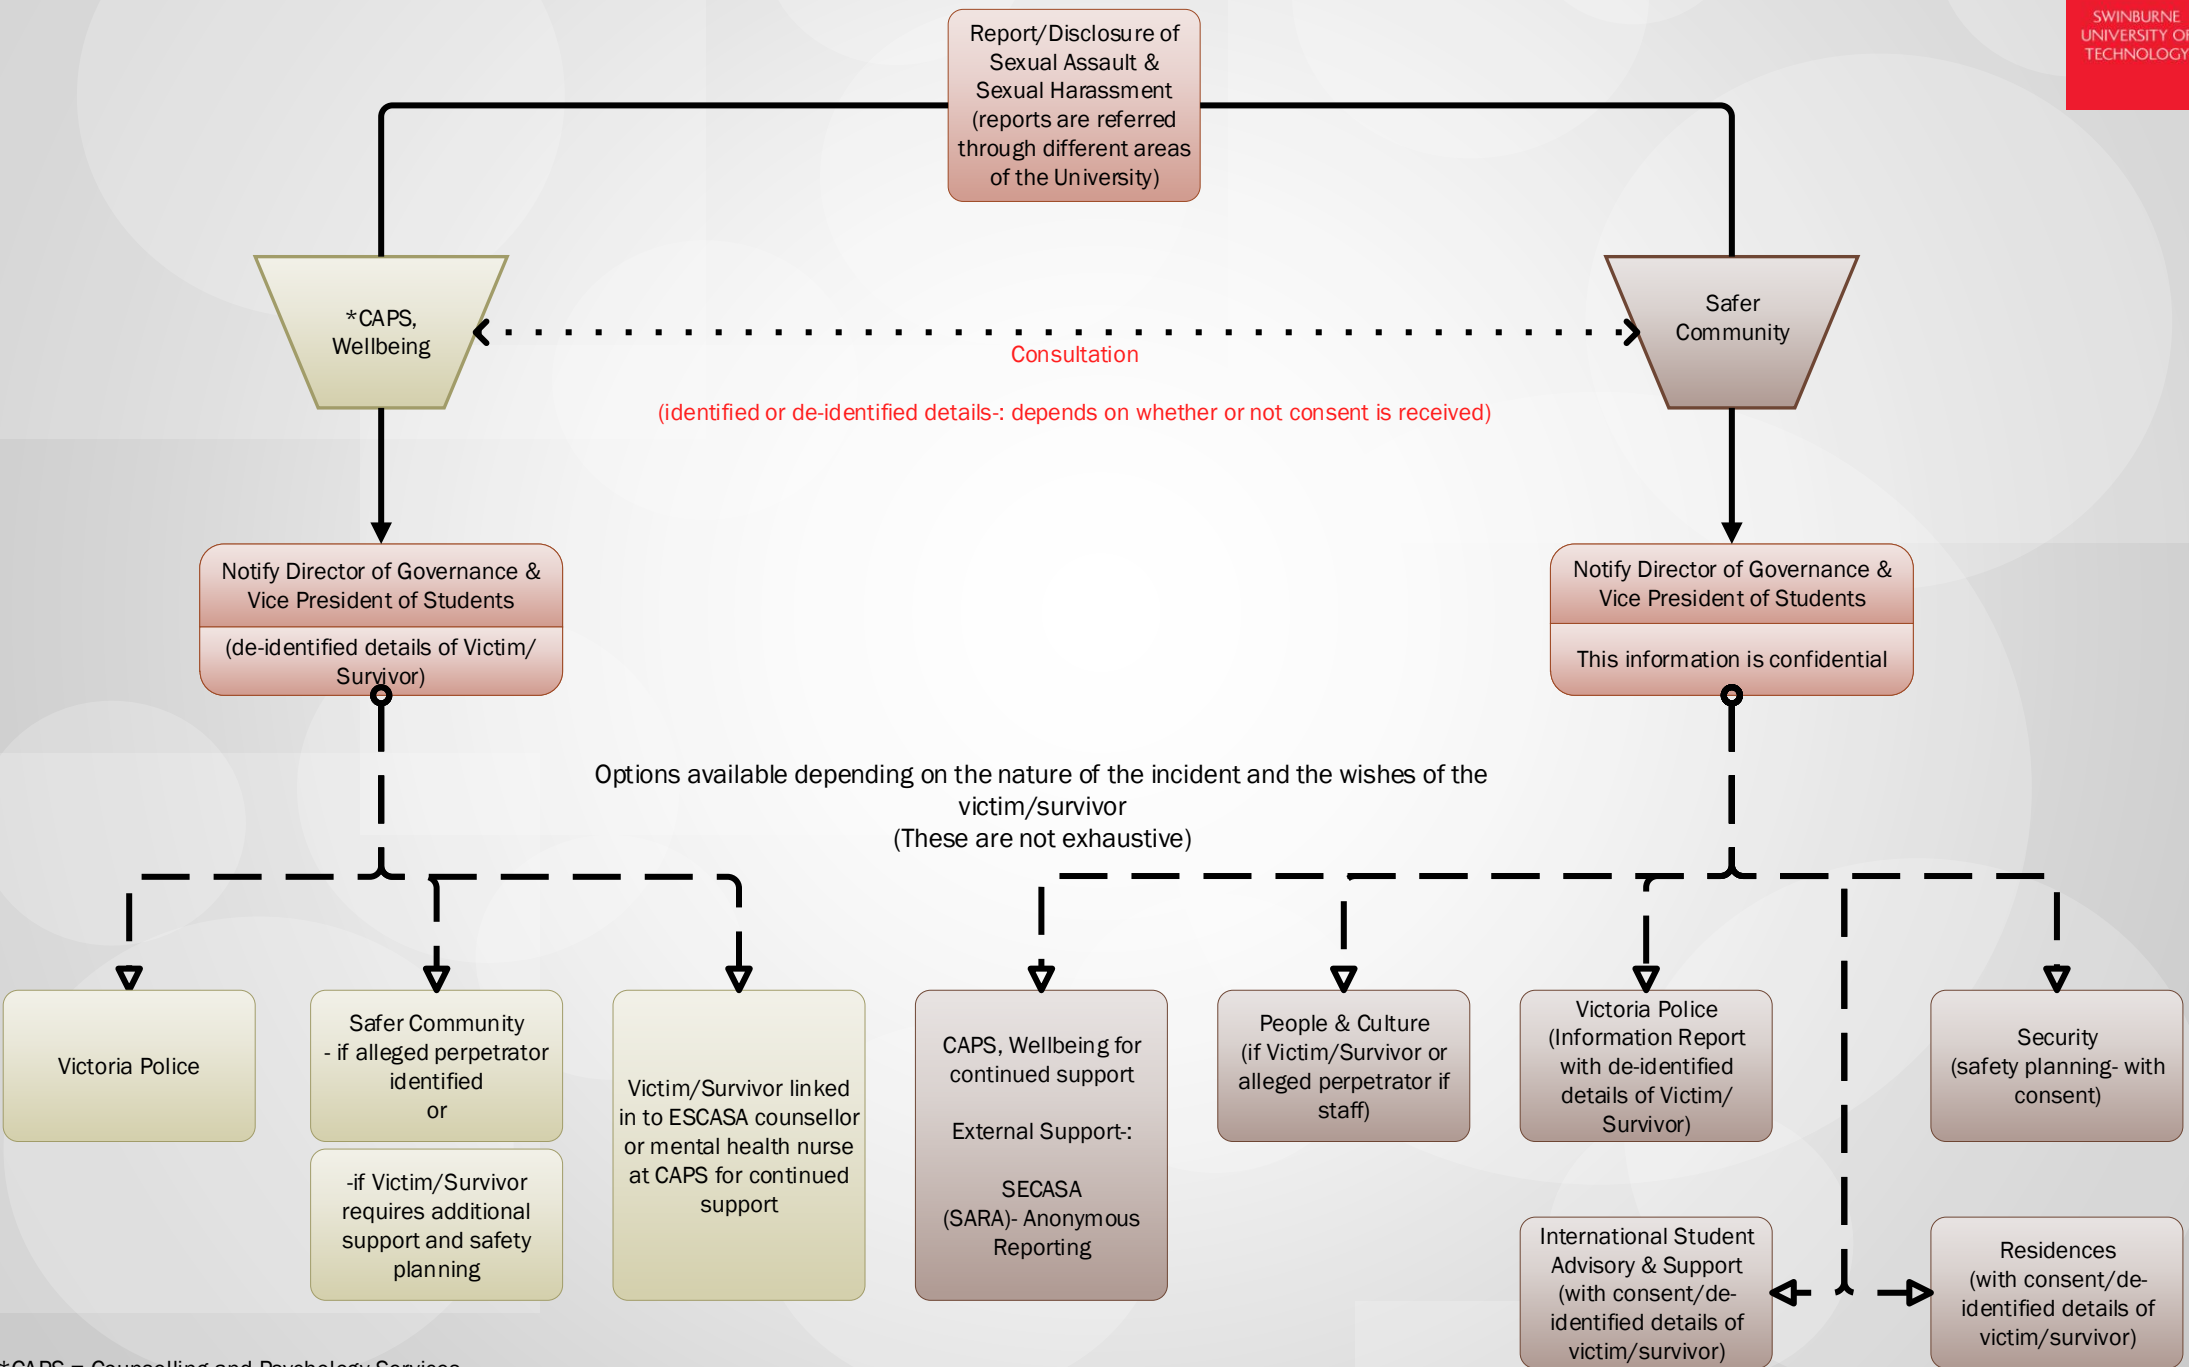 SWINBURNE
UNIVERSITY OF
TECHNOLOGY
Report/Disclosure of
Sexual Assault &
Sexual Harassment
(reports are referred
through different areas
of the University)
*CAPS,
Wellbeing
Safer
Community
Consultation
(identified or de-identified details-: depends on whether or not consent is received)
Notify Director of Governance &
Vice President of Students
(de-identified details of Victim/
Survivor)
Notify Director of Governance &
Vice President of Students
This information is confidential
Options available depending on the nature of the incident and the wishes of the
victim/survivor
(These are not exhaustive)
Victoria Police
Safer Community
- if alleged perpetrator
identified
or
-if Victim/Survivor
requires additional
support and safety
planning
Victim/Survivor linked
in to ESCASA counsellor
or mental health nurse
at CAPS for continued
support
CAPS, Wellbeing for
continued support
External Support-:
SECASA
(SARA)- Anonymous
Reporting
People & Culture
(if Victim/Survivor or
alleged perpetrator if
staff)
Victoria Police
(Information Report
with de-identified
details of Victim/
Survivor)
Security
(safety planning- with
consent)
International Student
Advisory & Support
(with consent/de-
identified details of
victim/survivor)
Residences
(with consent/de-
identified details of
victim/survivor)
*CAPS = Counselling and Psychology Services